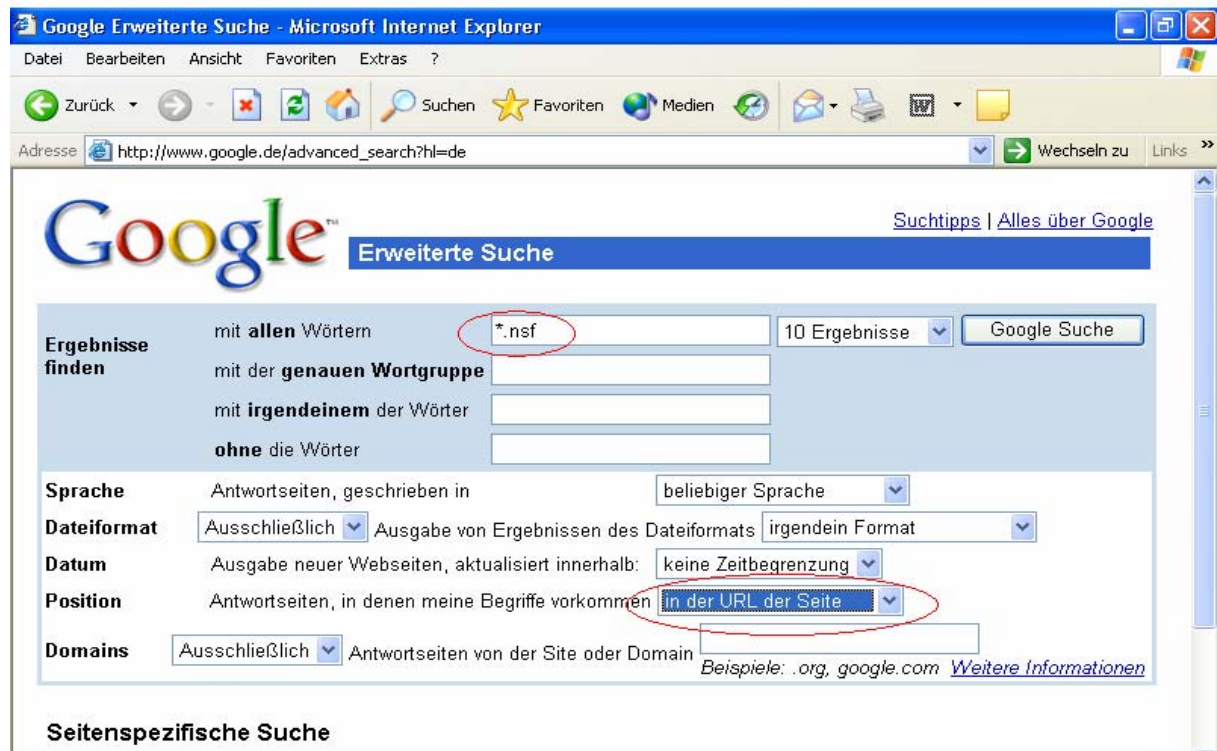 Google Erweiterte Suche - Microsoft Internet Explorer
Datei Bearbeiten Ansicht Favoriten Extras ?
Zurück Suchen Favoriten Medien W
Adresse http://www.google.de/advanced_search?hl=de Wechseln zu Links »
Google™ Suchtipps | Alles über Google
Erweiterte Suche
Ergebnisse finden mit allen Wörtern *.nsf 10 Ergebnisse Google Suche
mit der genauen Wortgruppe
mit irgendeinem der Wörter
ohne die Wörter
Sprache Antwortseiten, geschrieben in beliebiger Sprache
Dateiformat Ausschließlich Ausgabe von Ergebnissen des Dateiformats irgendein Format
Datum Ausgabe neuer Webseiten, aktualisiert innerhalb: keine Zeitbegrenzung
Position Antwortseiten, in denen meine Begriffe vorkommen in der URL der Seite
Domains Ausschließlich Antwortseiten von der Site oder Domain
Beispiele: .org, google.com Weitere Informationen
Seitenspezifische Suche